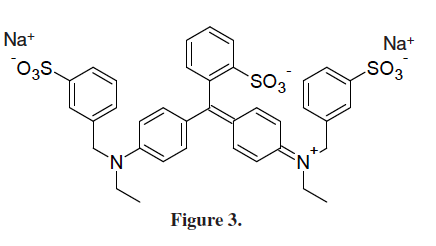 Na⁺ Na⁺
⁻O₃S SO₃⁻ SO₃⁻
N N⁺
Figure 3.